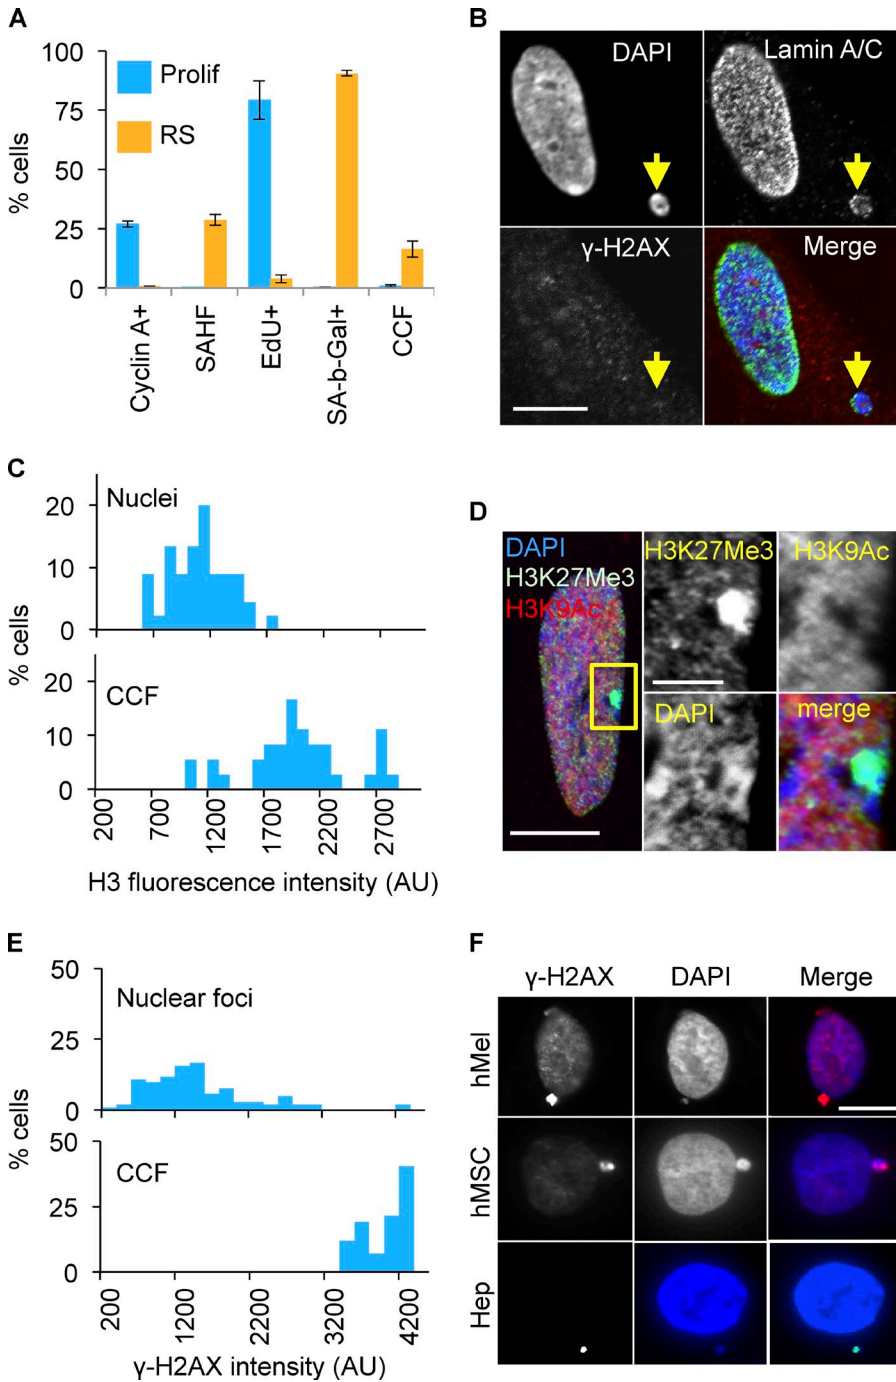 A
% cells
100
75
50
25
0
Prolif
RS
Cyclin A+
SAHF
EdU+
SA-b-Gal+
CCF
B
DAPI
Lamin A/C
γ-H2AX
Merge
C
% cells
Nuclei
20
10
0
CCF
20
10
0
200
700
1200
1700
2200
2700
H3 fluorescence intensity (AU)
D
DAPI
H3K27Me3
H3K9Ac
H3K27Me3
H3K9Ac
DAPI
merge
E
% cells
50
25
0
Nuclear foci
50
25
0
CCF
200
1200
2200
3200
4200
γ-H2AX intensity (AU)
F
γ-H2AX
DAPI
Merge
hMel
hMSC
Hep